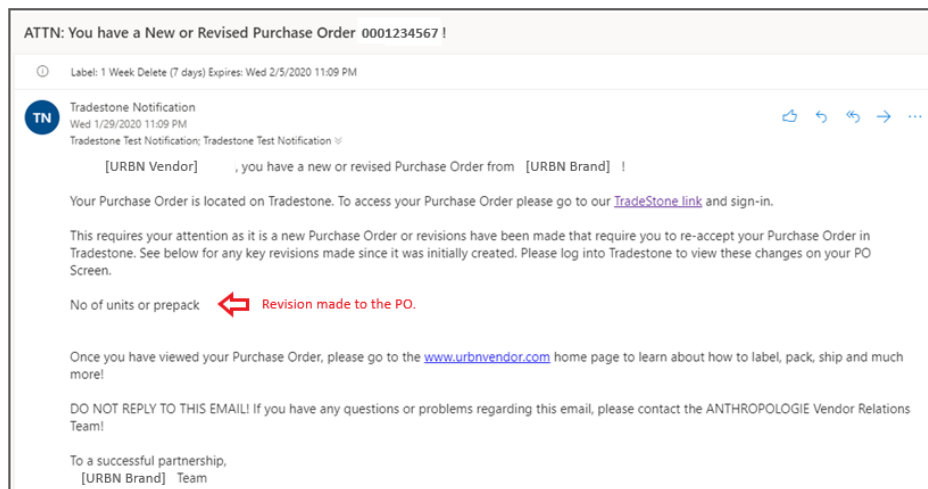 ATTN: You have a New or Revised Purchase Order 0001234567 !
Label: 1 Week Delete (7 days) Expires: Wed 2/5/2020 11:09 PM
TN
Tradestone Notification
Wed 1/29/2020 11:09 PM
Tradestone Test Notification; Tradestone Test Notification
[URBN Vendor] , you have a new or revised Purchase Order from [URBN Brand] !
Your Purchase Order is located on Tradestone. To access your Purchase Order please go to our TradeStone link and sign-in.
This requires your attention as it is a new Purchase Order or revisions have been made that require you to re-accept your Purchase Order in
Tradestone. See below for any key revisions made since it was initially created. Please log into Tradestone to view these changes on your PO
Screen.
No of units or prepack Revision made to the PO.
Once you have viewed your Purchase Order, please go to the www.urbnvendor.com home page to learn about how to label, pack, ship and much
more!
DO NOT REPLY TO THIS EMAIL! If you have any questions or problems regarding this email, please contact the ANTHROPOLOGIE Vendor Relations
Team!
To a successful partnership,
[URBN Brand] Team